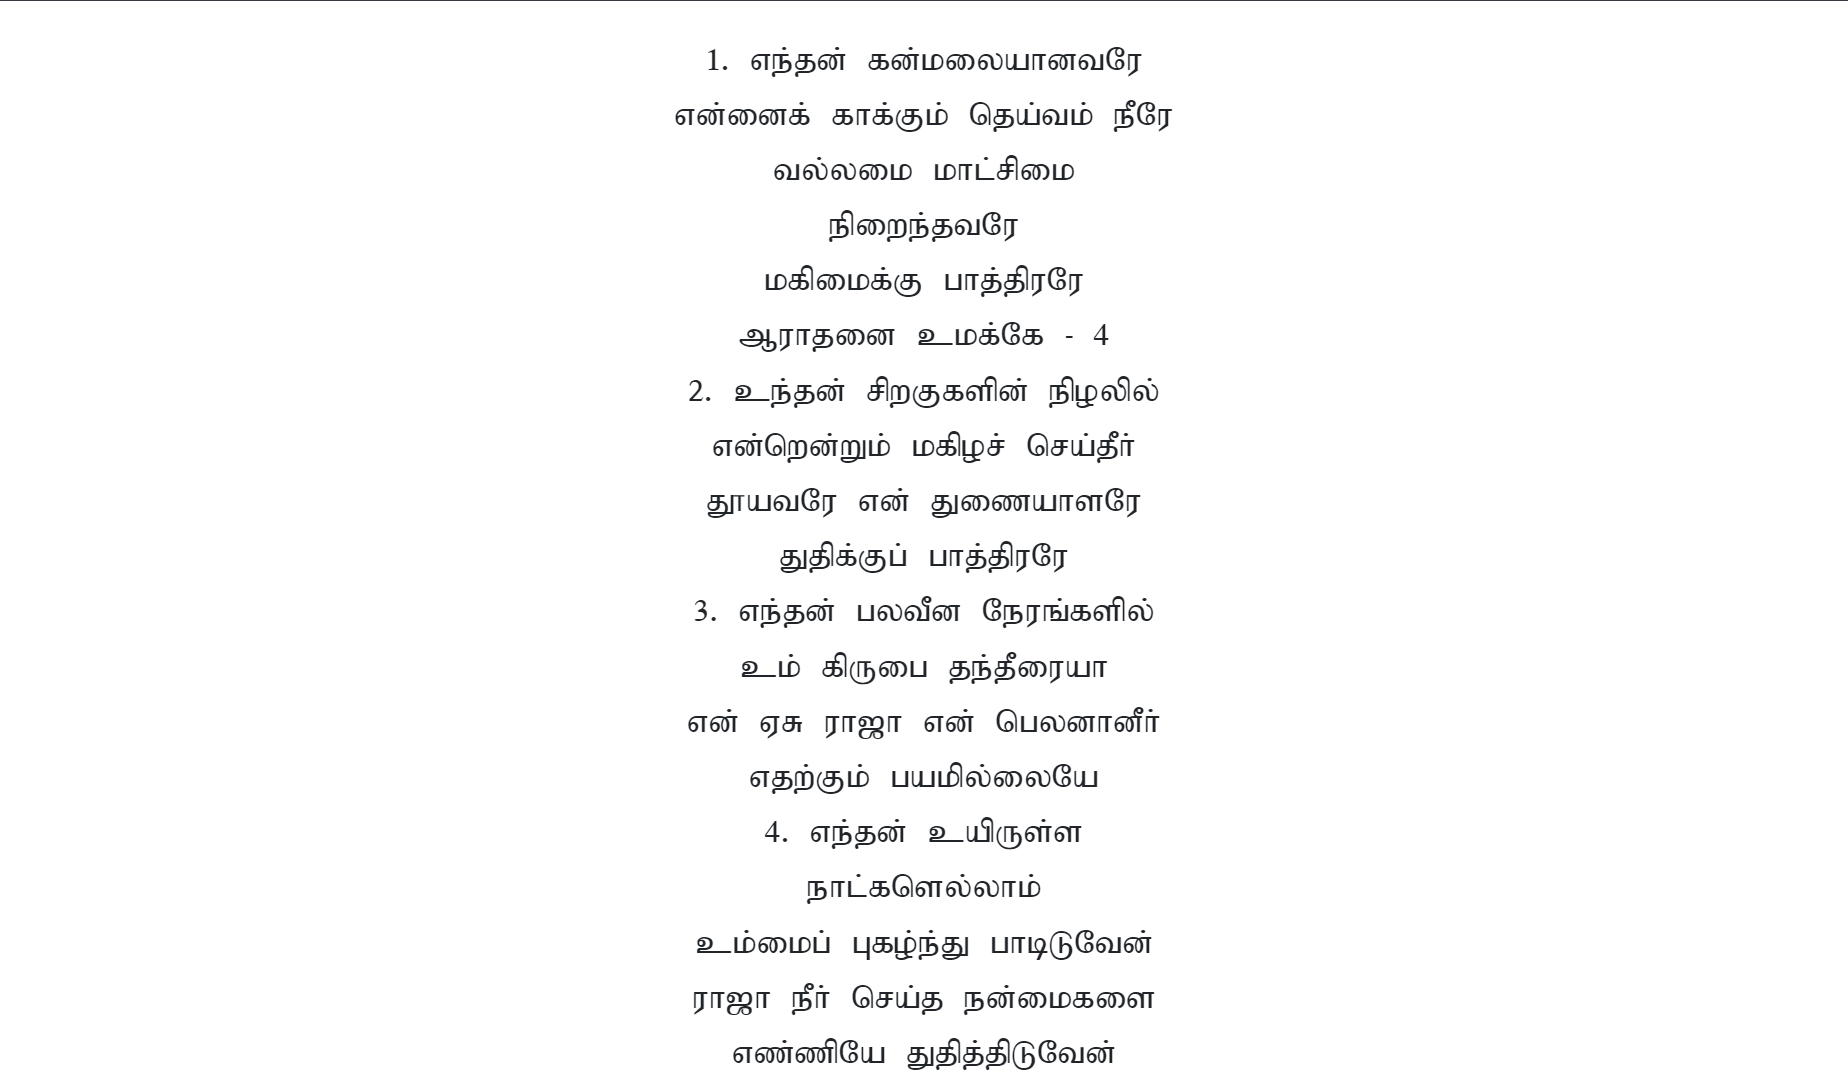 1. எந்தன் கன்மலையானவரே
என்னைக் காக்கும் தெய்வம் நீரே
வல்லமை மாட்சிமை
நிறைந்தவரே
மகிமைக்கு பாத்திரரே
ஆராதனை உமக்கே - 4
2. உந்தன் சிறகுகளின் நிழலில்
என்றென்றும் மகிழச் செய்தீர்
தூயவரே என் துணையாளரே
துதிக்குப் பாத்திரரே
3. எந்தன் பலவீன நேரங்களில்
உம் கிருபை தந்தீரையா
என் ஏசு ராஜா என் பெலனானீர்
எதற்கும் பயமில்லையே
4. எந்தன் உயிருள்ள
நாட்களெல்லாம்
உம்மைப் புகழ்ந்து பாடிடுவேன்
ராஜா நீர் செய்த நன்மைகளை
எண்ணியே துதித்திடுவேன்